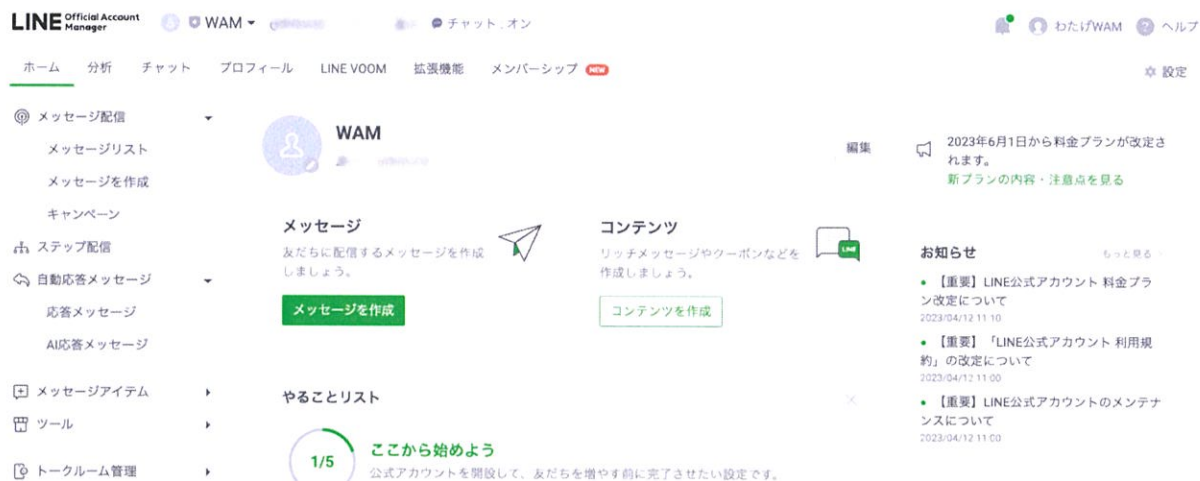 LINE Official Account Manager
WAM
チャット.オン
わたげWAM
ヘルプ
ホーム 分析 チャット プロフィール LINE VOOM 拡張機能 メンバーシップ NEW
設定
メッセージ配信
メッセージリスト
メッセージを作成
キャンペーン
ステップ配信
自動応答メッセージ
応答メッセージ
AI応答メッセージ
メッセージアイテム
ツール
トークルーム管理
WAM
編集
メッセージ
友だちに配信するメッセージを作成
しましょう。
メッセージを作成
コンテンツ
リッチメッセージやクーポンなどを
作成しましょう。
LINE
コンテンツを作成
やることリスト
1/5
ここから始めよう
公式アカウントを開設して、友だちを増やす前に完了させたい設定です。
2023年6月1日から料金プランが改定さ
れます。
新プランの内容・注意点を見る
お知らせ
もっと見る
• 【重要】LINE公式アカウント 料金プラ
ン改定について
2023/04/12 11:10
• 【重要】「LINE公式アカウント 利用規
約」の改定について
2023/04/12 11:00
• 【重要】LINE公式アカウントのメンテナ
ンスについて
2023/04/12 11:00